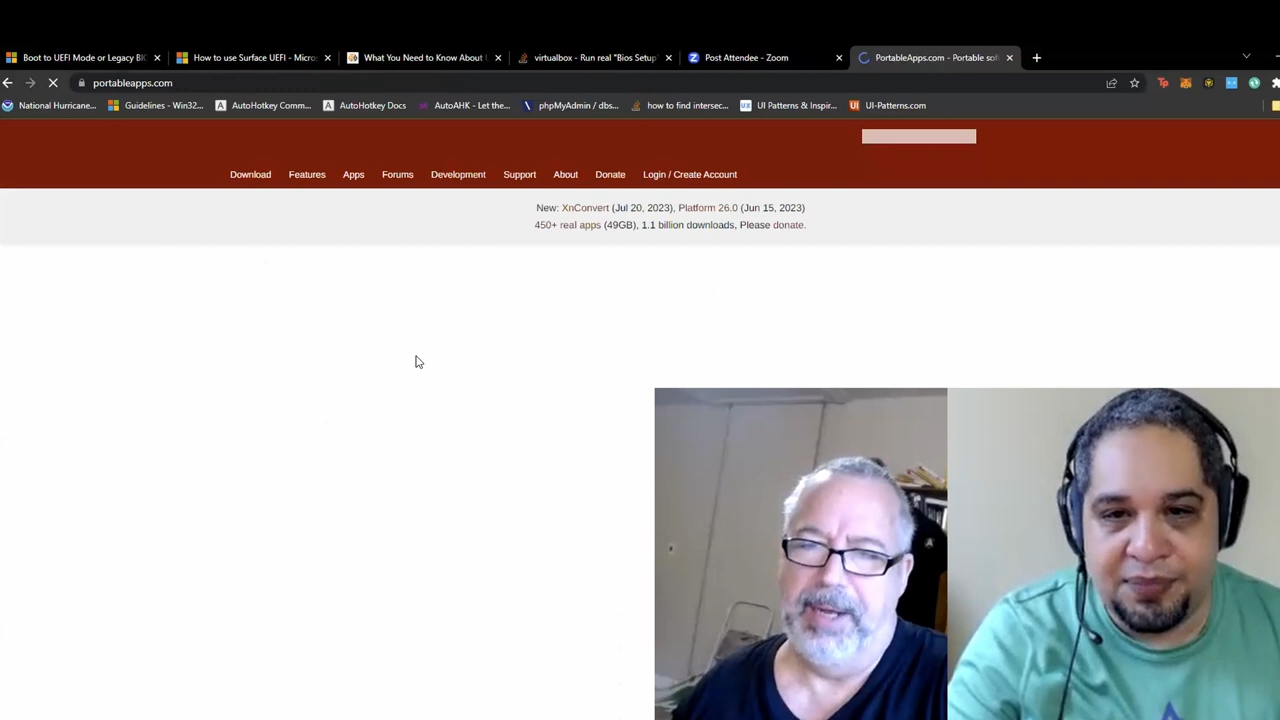 Boot to UEFI Mode or Legacy BI
How to use Surface UEFI - Micros
What You Need to Know About U
virtualbox - Run real "Bios Setup"
Post Attendee - Zoom
PortableApps.com - Portable soft
portableapps.com
National Hurricane...
Guidelines - Win32...
AutoHotkey Comm...
AutoHotkey Docs
AutoAHK - Let the...
phpMyAdmin / dbs...
how to find intersec...
UI Patterns & Inspir...
UI-Patterns.com
Download Features Apps Forums Development Support About Donate Login / Create Account
New: XnConvert (Jul 20, 2023), Platform 26.0 (Jun 15, 2023)
450+ real apps (49GB), 1.1 billion downloads, Please donate.